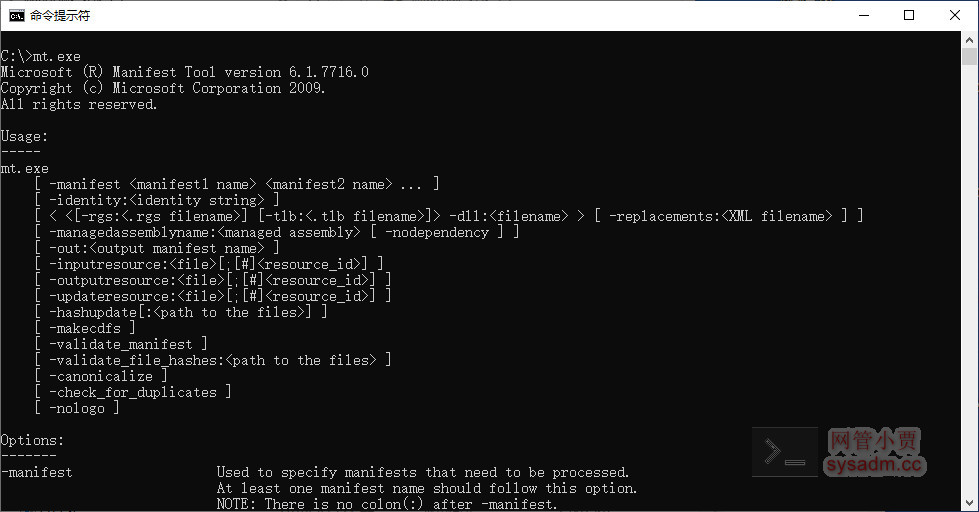 命令提示符
C:\>mt.exe
Microsoft (R) Manifest Tool version 6.1.7716.0
Copyright (c) Microsoft Corporation 2009.
All rights reserved.
Usage:
-----
mt.exe
[ -manifest <manifest1 name> <manifest2 name> ... ]
[ -identity:<identity string> ]
[ < <[-rgs:<.rgs filename>] [-tlb:<.tlb filename>]> -dll:<filename> > [ -replacements:<XML filename> ] ]
[ -managedassemblyname:<managed assembly> [ -nodependency ] ]
[ -out:<output manifest name> ]
[ -inputresource:<file>[;[#]<resource_id>] ]
[ -outputresource:<file>[;[#]<resource_id>] ]
[ -updateresource:<file>[;[#]<resource_id>] ]
[ -hashupdate[:<path to the files>] ]
[ -makecdfs ]
[ -validate_manifest ]
[ -validate_file_hashes:<path to the files> ]
[ -canonicalize ]
[ -check_for_duplicates ]
[ -nologo ]
Options:
-------
-manifest Used to specify manifests that need to be processed.
At least one manifest name should follow this option.
NOTE: There is no colon(:) after -manifest.
网管小贾
sysadm.cc